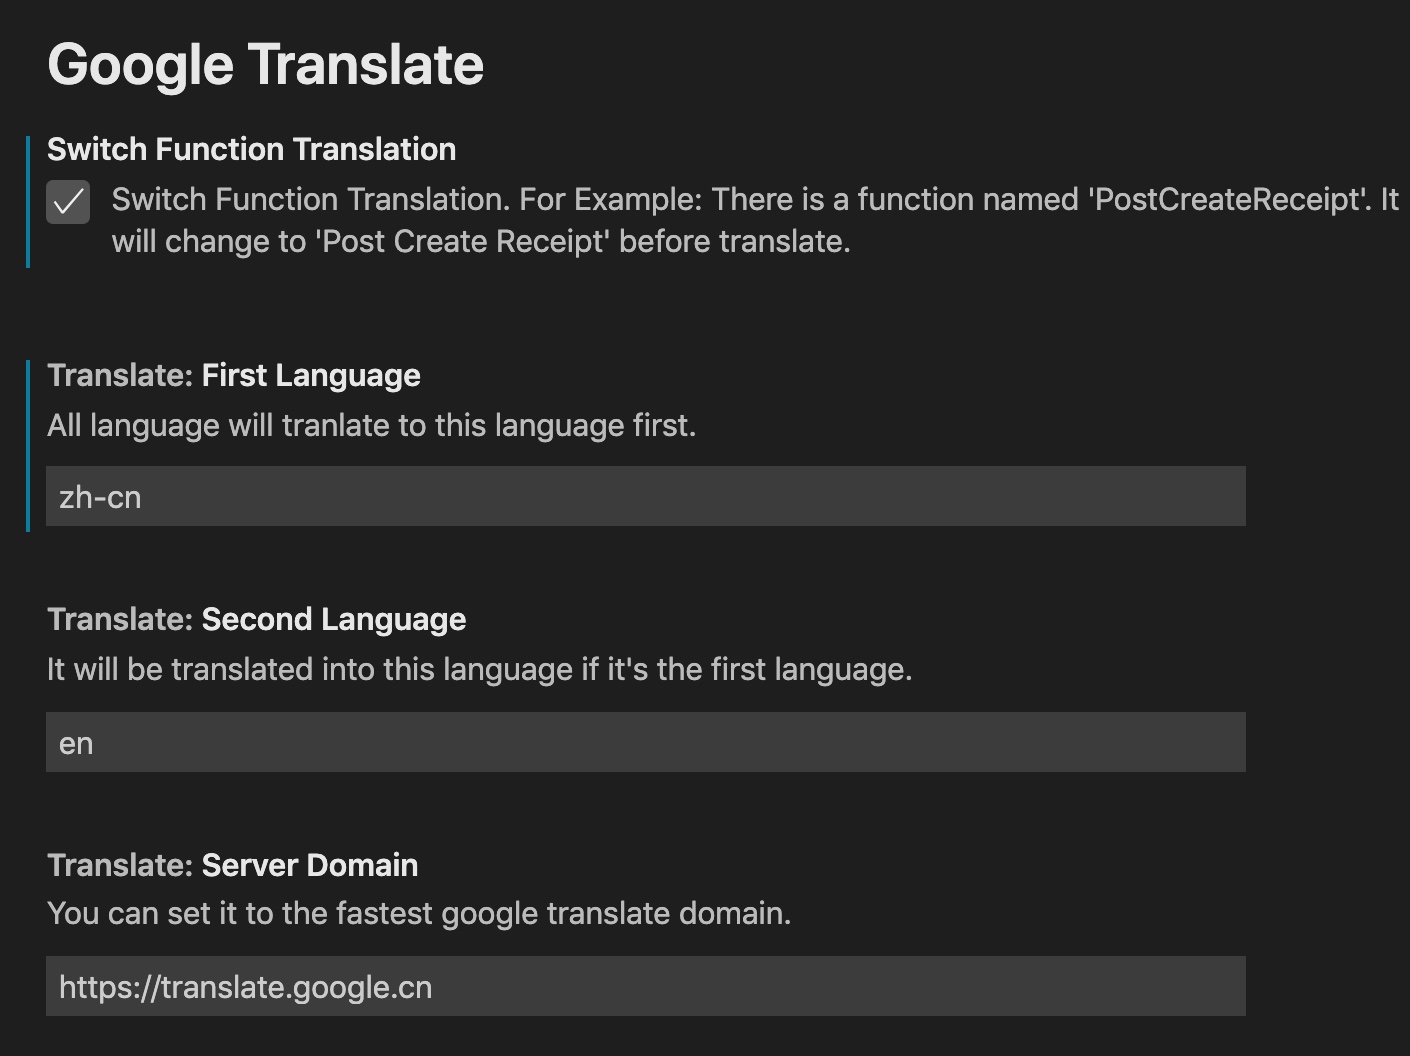 Google Translate
Switch Function Translation
Switch Function Translation. For Example: There is a function named 'PostCreateReceipt'. It
will change to 'Post Create Receipt' before translate.
Translate: First Language
All language will tranlate to this language first.
zh-cn
Translate: Second Language
It will be translated into this language if it's the first language.
en
Translate: Server Domain
You can set it to the fastest google translate domain.
https://translate.google.cn